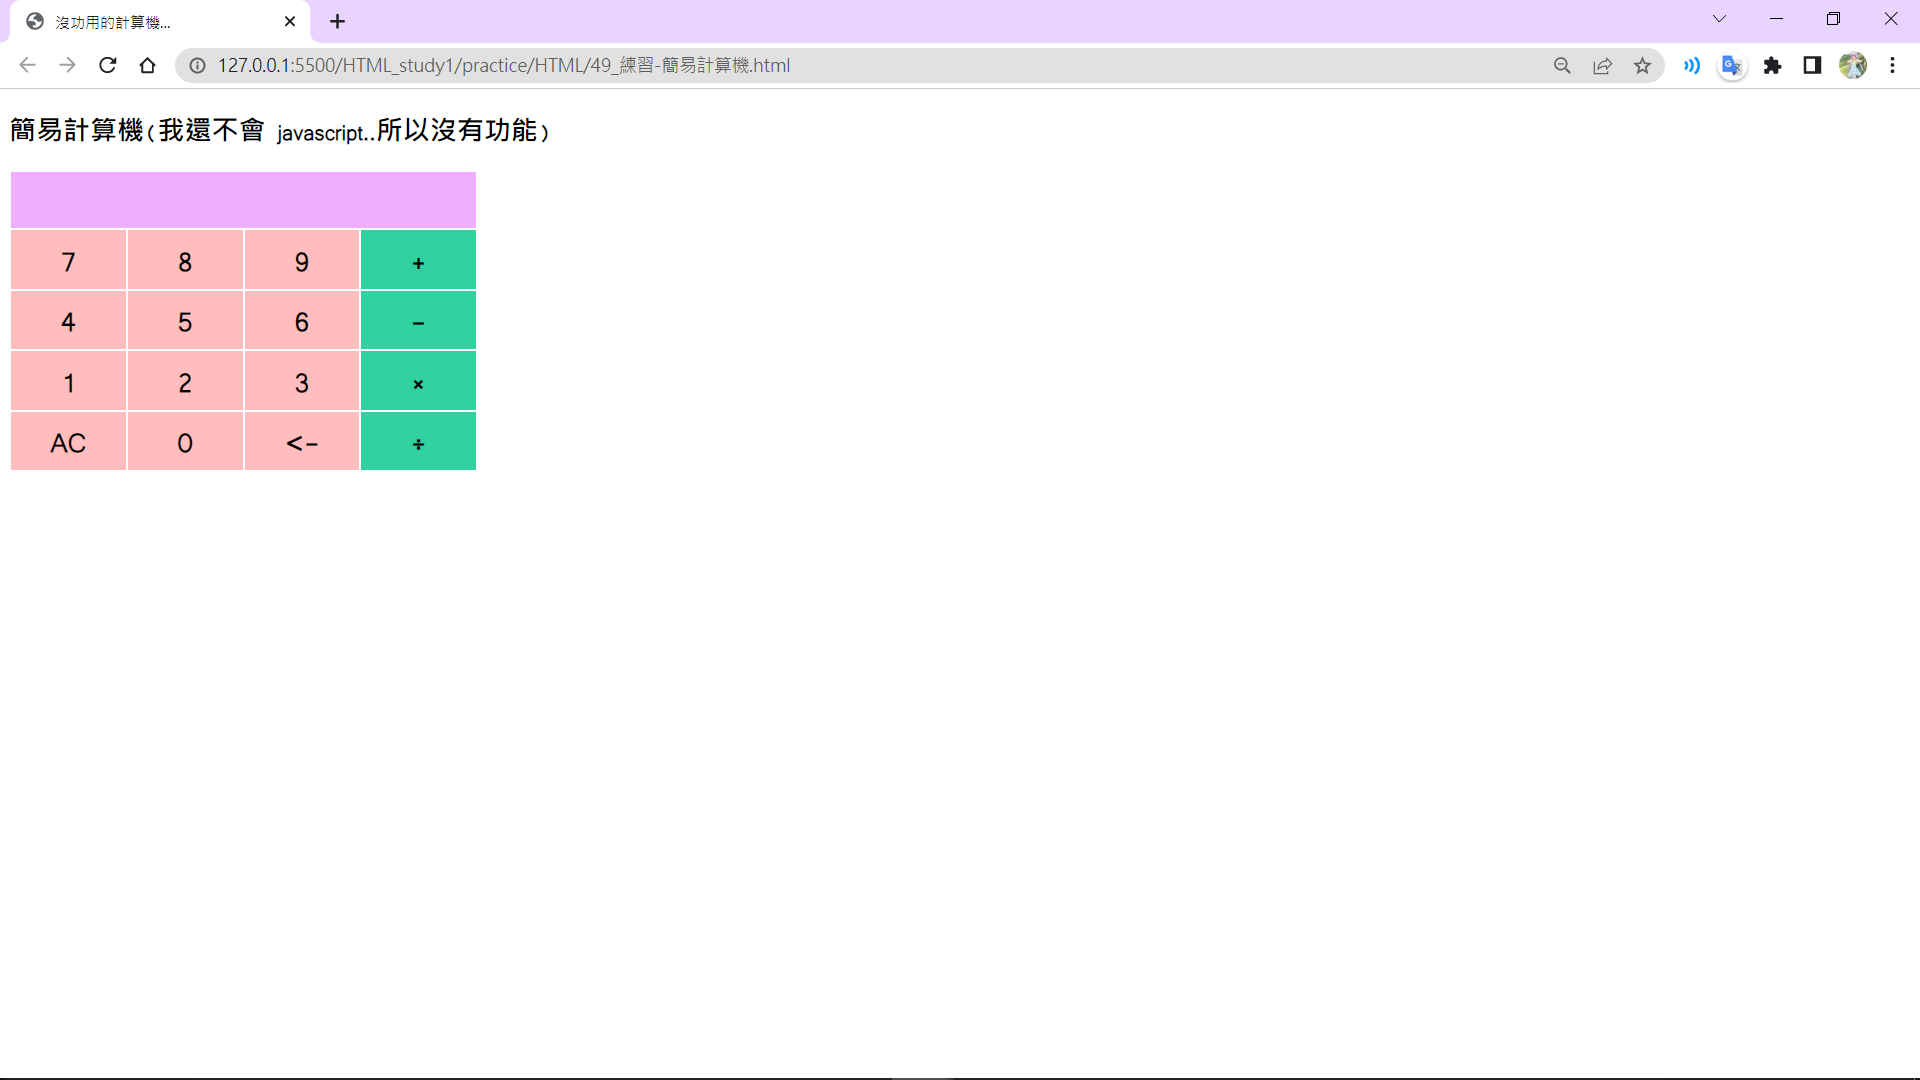 沒功用的計算機...
127.0.0.1:5500/HTML_study1/practice/HTML/49_練習-簡易計算機.html
簡易計算機(我還不會 javascript..所以沒有功能)
7 8 9 +
4 5 6 -
1 2 3 ×
AC 0 <- ÷